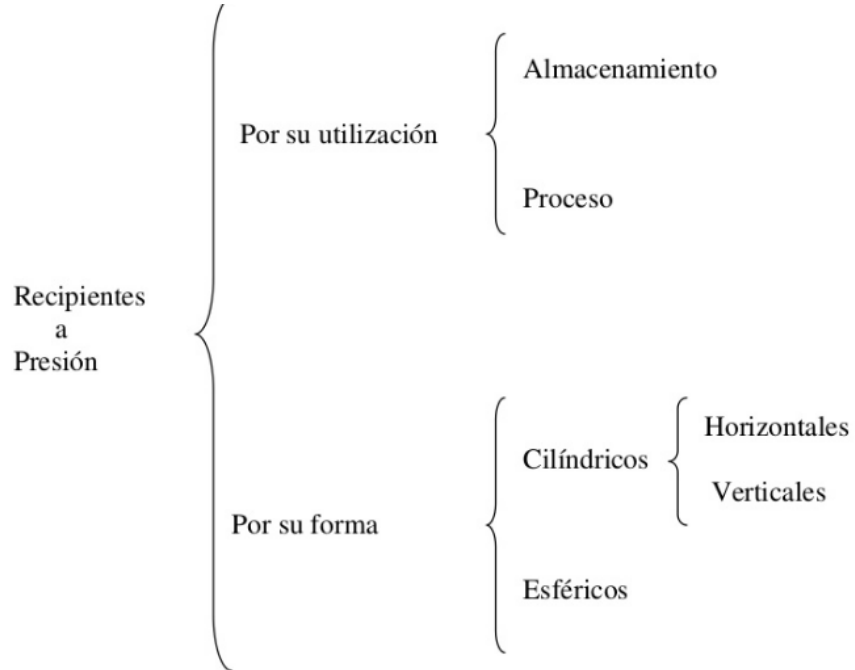 Recipientes
a
Presión
Por su utilización
Almacenamiento
Proceso
Por su forma
Cilíndricos
Horizontales
Verticales
Esféricos